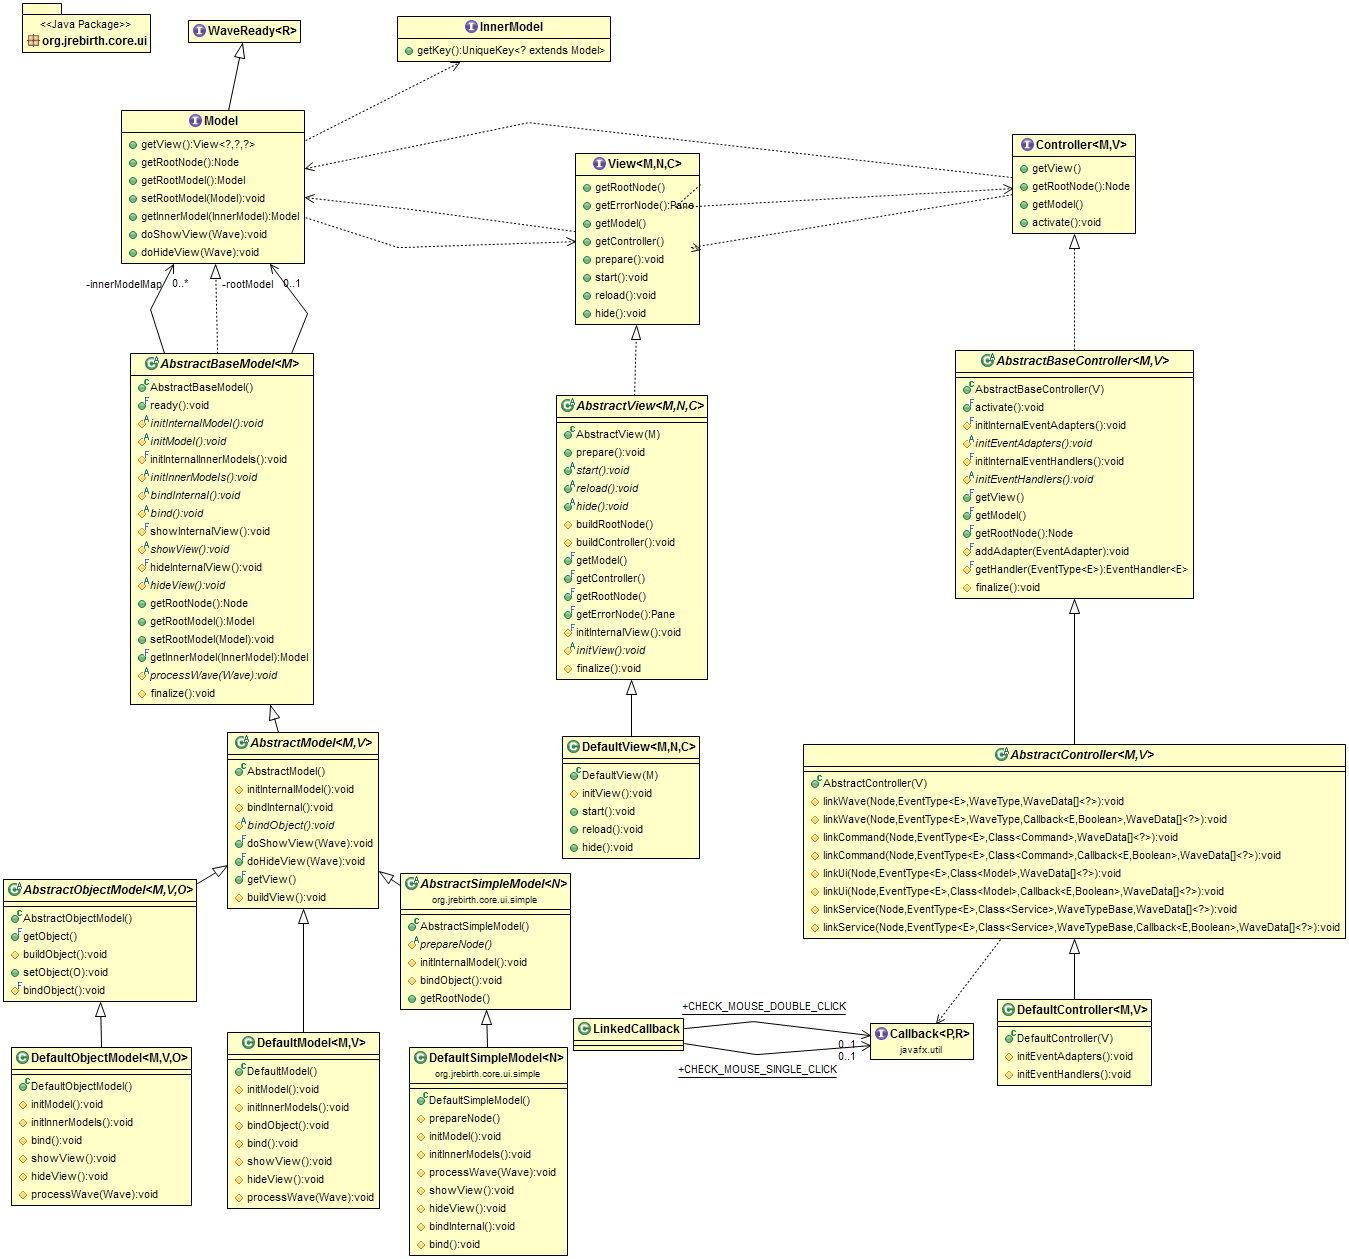 <<Java Package>>
org.jrebirth.core.ui
WaveReady<R>
InnerModel
getKey():UniqueKey<? extends Model>
Model
getView():View<?,?,?>
getRootNode():Node
getRootModel():Model
setRootModel(Model):void
getInnerModel(InnerModel):Model
doShowView(Wave):void
doHideView(Wave):void
View<M,N,C>
getRootNode()
getErrorNode():Pane
getModel()
getController()
prepare():void
start():void
reload():void
hide():void
Controller<M,V>
getView()
getRootNode():Node
getModel()
activate():void
-innerModelMap
0..*
-rootModel
0..1
AbstractBaseModel<M>
AbstractBaseModel()
ready():void
initInternalModel():void
initModel():void
initInternalInnerModels():void
initInnerModels():void
bindInternal():void
bind():void
showInternalView():void
showView():void
hideInternalView():void
hideView():void
getRootNode():Node
getRootModel():Model
setRootModel(Model):void
getInnerModel(InnerModel):Model
processWave(Wave):void
finalize():void
AbstractView<M,N,C>
AbstractView(M)
prepare():void
start():void
reload():void
hide():void
buildRootNode()
buildController():void
getModel()
getController()
getRootNode()
getErrorNode():Pane
initInternalView():void
initView():void
finalize():void
AbstractBaseController<M,V>
AbstractBaseController(V)
activate():void
initInternalEventAdapters():void
initEventAdapters():void
initInternalEventHandlers():void
initEventHandlers():void
getView()
getModel()
getRootNode():Node
addAdapter(EventAdapter):void
getHandler(EventType<E>):EventHandler<E>
finalize():void
AbstractModel<M,V>
AbstractModel()
initInternalModel():void
bindInternal():void
bindObject():void
doShowView(Wave):void
doHideView(Wave):void
getView()
buildView():void
DefaultView<M,N,C>
DefaultView(M)
initView():void
start():void
reload():void
hide():void
AbstractController<M,V>
AbstractController(V)
linkWave(Node,EventType<E>,WaveType,WaveData[]<?>):void
linkWave(Node,EventType<E>,WaveType,Callback<E,Boolean>,WaveData[]<?>):void
linkCommand(Node,EventType<E>,Class<Command>,WaveData[]<?>):void
linkCommand(Node,EventType<E>,Class<Command>,Callback<E,Boolean>,WaveData[]<?>):void
linkUi(Node,EventType<E>,Class<Model>,WaveData[]<?>):void
linkUi(Node,EventType<E>,Class<Model>,Callback<E,Boolean>,WaveData[]<?>):void
linkService(Node,EventType<E>,Class<Service>,WaveTypeBase,WaveData[]<?>):void
linkService(Node,EventType<E>,Class<Service>,WaveTypeBase,Callback<E,Boolean>,WaveData[]<?>):void
AbstractObjectModel<M,V,O>
AbstractObjectModel()
getObject()
buildObject():void
setObject(O):void
bindObject():void
AbstractSimpleModel<N>
org.jrebirth.core.ui.simple
AbstractSimpleModel()
prepareNode()
initInternalModel():void
bindObject():void
getRootNode()
+CHECK_MOUSE_DOUBLE_CLICK
LinkedCallback
0..1
0..1
+CHECK_MOUSE_SINGLE_CLICK
Callback<P,R>
javafx.util
DefaultController<M,V>
DefaultController(V)
initEventAdapters():void
initEventHandlers():void
DefaultObjectModel<M,V,O>
DefaultObjectModel()
initModel():void
initInnerModels():void
bind():void
showView():void
hideView():void
processWave(Wave):void
DefaultModel<M,V>
DefaultModel()
initModel():void
initInnerModels():void
bindObject():void
bind():void
showView():void
hideView():void
processWave(Wave):void
DefaultSimpleModel<N>
org.jrebirth.core.ui.simple
DefaultSimpleModel()
prepareNode()
initModel():void
initInnerModels():void
processWave(Wave):void
showView():void
hideView():void
bindInternal():void
bind():void